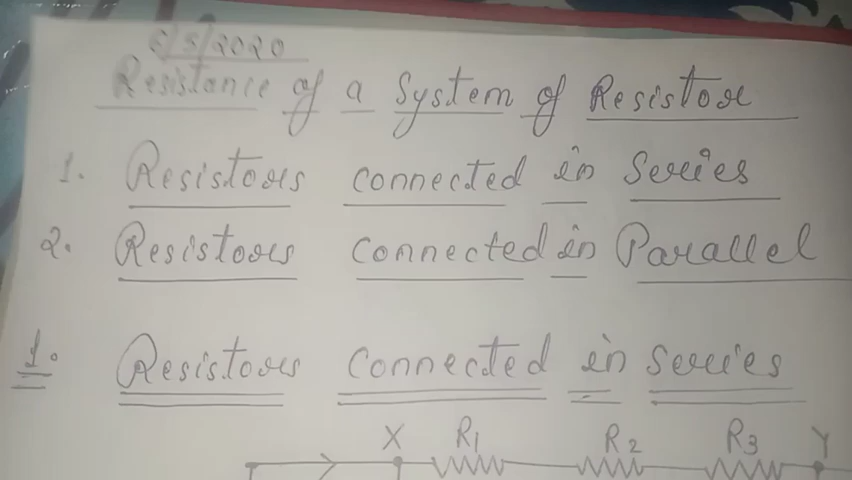 5/5/2020
Resistance of a System of Resistor
1. Resistors connected in Series
2. Resistors connected in Parallel
1. Resistors connected in Series
X R1 R2 R3 Y